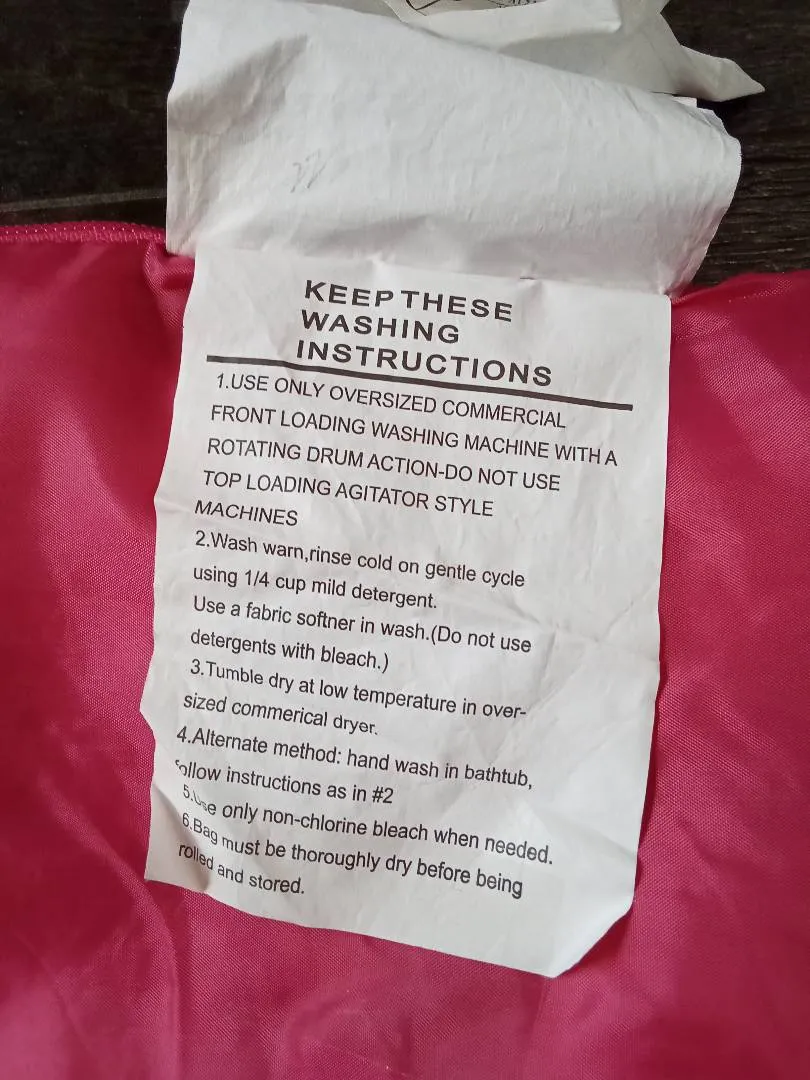 KEEP THESE
WASHING
INSTRUCTIONS
1.USE ONLY OVERSIZED COMMERCIAL
FRONT LOADING WASHING MACHINE WITH A
ROTATING DRUM ACTION-DO NOT USE
TOP LOADING AGITATOR STYLE
MACHINES
2.Wash warn,rinse cold on gentle cycle
using 1/4 cup mild detergent.
Use a fabric softner in wash.(Do not use
detergents with bleach.)
3.Tumble dry at low temperature in over-
sized commerical dryer.
4.Alternate method: hand wash in bathtub,
follow instructions as in #2
5.Use only non-chlorine bleach when needed.
6.Bag must be thoroughly dry before being
rolled and stored.